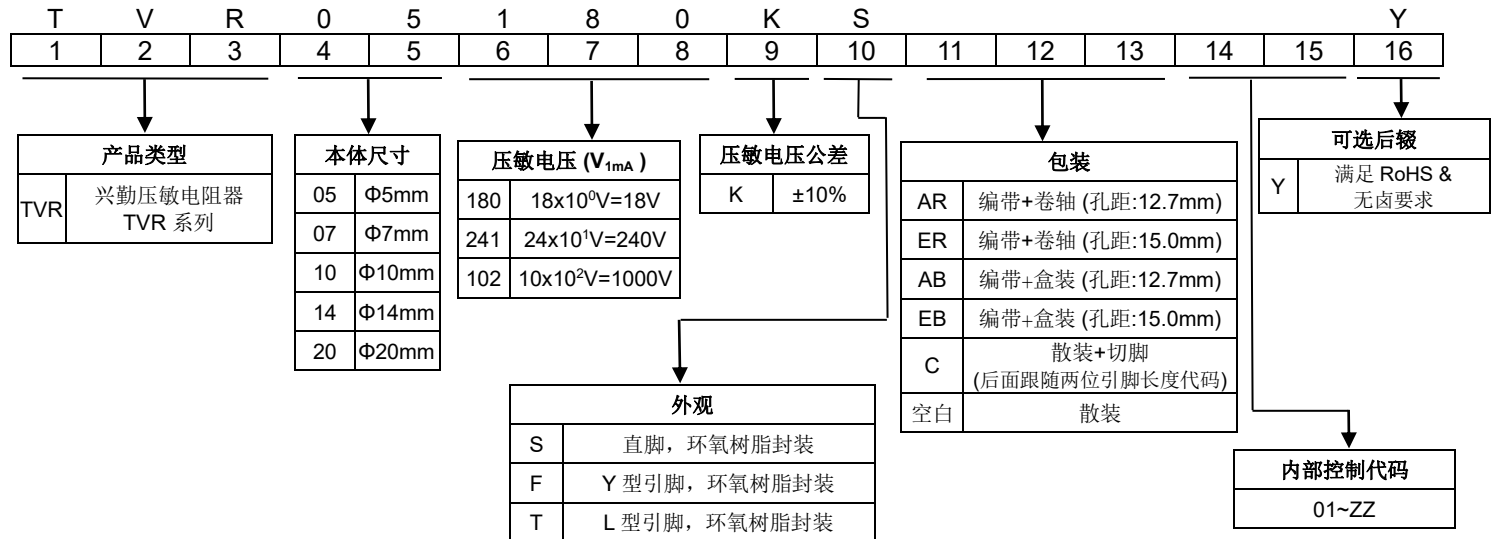 T V R 0 5 1 8 0 K S Y
1 2 3 4 5 6 7 8 9 10 11 12 13 14 15 16
产品类型
TVR 兴勤压敏电阻器
TVR 系列
本体尺寸
05 Φ5mm
07 Φ7mm
10 Φ10mm
14 Φ14mm
20 Φ20mm
压敏电压 (V1mA )
180 18x10⁰V=18V
241 24x10¹V=240V
102 10x10²V=1000V
压敏电压公差
K ±10%
包装
AR 编带+卷轴 (孔距:12.7mm)
ER 编带+卷轴 (孔距:15.0mm)
AB 编带+盒装 (孔距:12.7mm)
EB 编带+盒装 (孔距:15.0mm)
C 散装+切脚
(后面跟随两位引脚长度代码)
空白 散装
可选后缀
Y 满足 RoHS &
无卤要求
外观
S 直脚，环氧树脂封装
F Y 型引脚，环氧树脂封装
T L 型引脚，环氧树脂封装
内部控制代码
01~ZZ